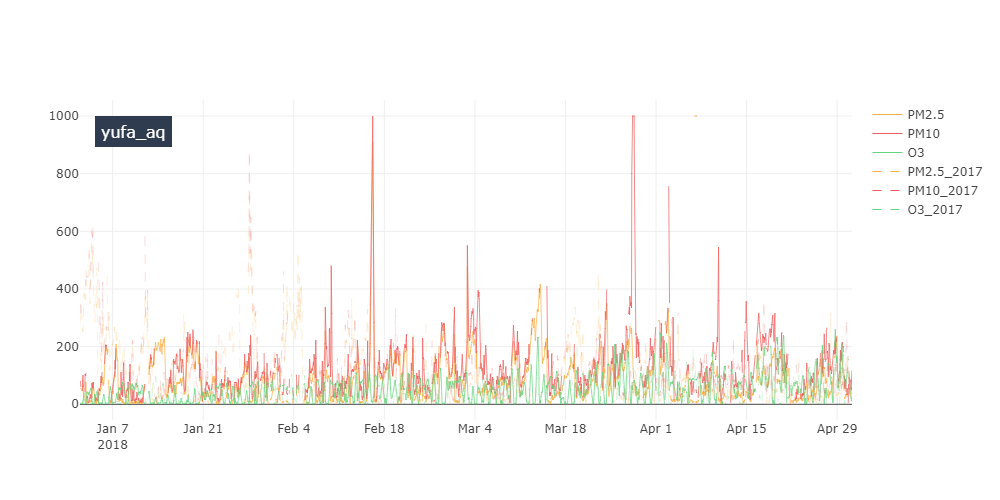 yufa_aq
1000
800
600
400
200
0
Jan 7
2018
Jan 21
Feb 4
Feb 18
Mar 4
Mar 18
Apr 1
Apr 15
Apr 29
PM2.5
PM10
O3
PM2.5_2017
PM10_2017
O3_2017